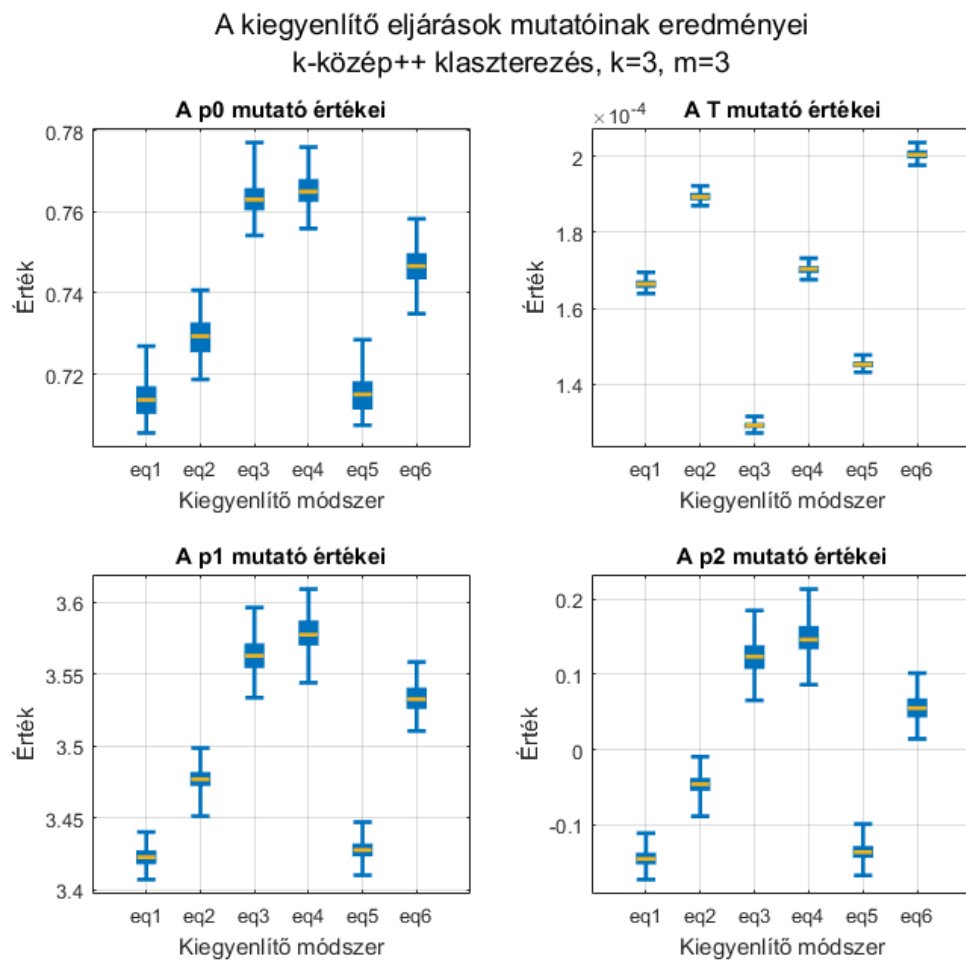 A kiegyenlítő eljárások mutatóinak eredményei
k-közép++ klaszterezés, k=3, m=3
A p0 mutató értékei
0.78
0.76
0.74
0.72
Érték
eq1 eq2 eq3 eq4 eq5 eq6
Kiegyenlítő módszer
A T mutató értékei
×10⁻⁴
2
1.8
1.6
1.4
Érték
eq1 eq2 eq3 eq4 eq5 eq6
Kiegyenlítő módszer
A p1 mutató értékei
3.6
3.55
3.5
3.45
3.4
Érték
eq1 eq2 eq3 eq4 eq5 eq6
Kiegyenlítő módszer
A p2 mutató értékei
0.2
0.1
0
-0.1
Érték
eq1 eq2 eq3 eq4 eq5 eq6
Kiegyenlítő módszer